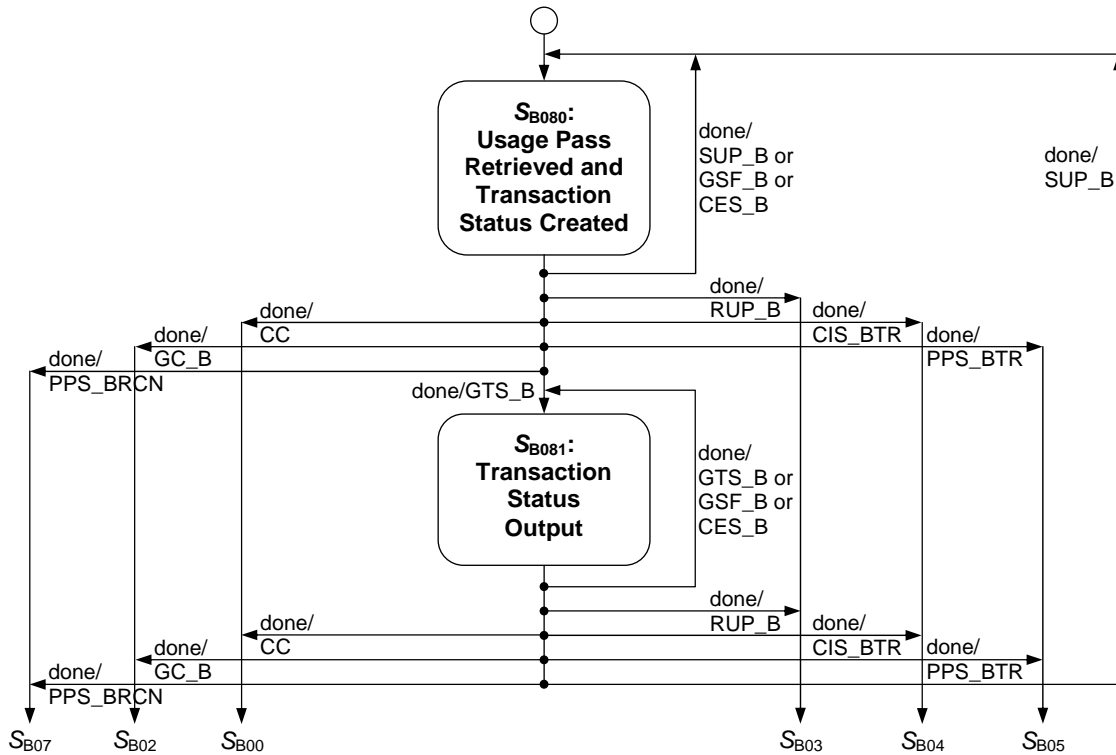 SB080:
Usage Pass
Retrieved and
Transaction
Status Created
done/
SUP_B or
GSF_B or
CES_B
done/
SUP_B
done/
RUP_B
done/
CC
done/
CIS_BTR
done/
GC_B
done/
PPS_BTR
done/
PPS_BRCN
done/GTS_B
SB081:
Transaction
Status
Output
done/
GTS_B or
GSF_B or
CES_B
done/
RUP_B
done/
CC
done/
CIS_BTR
done/
GC_B
done/
PPS_BTR
done/
PPS_BRCN
SB07 SB02 SB00 SB03 SB04 SB05